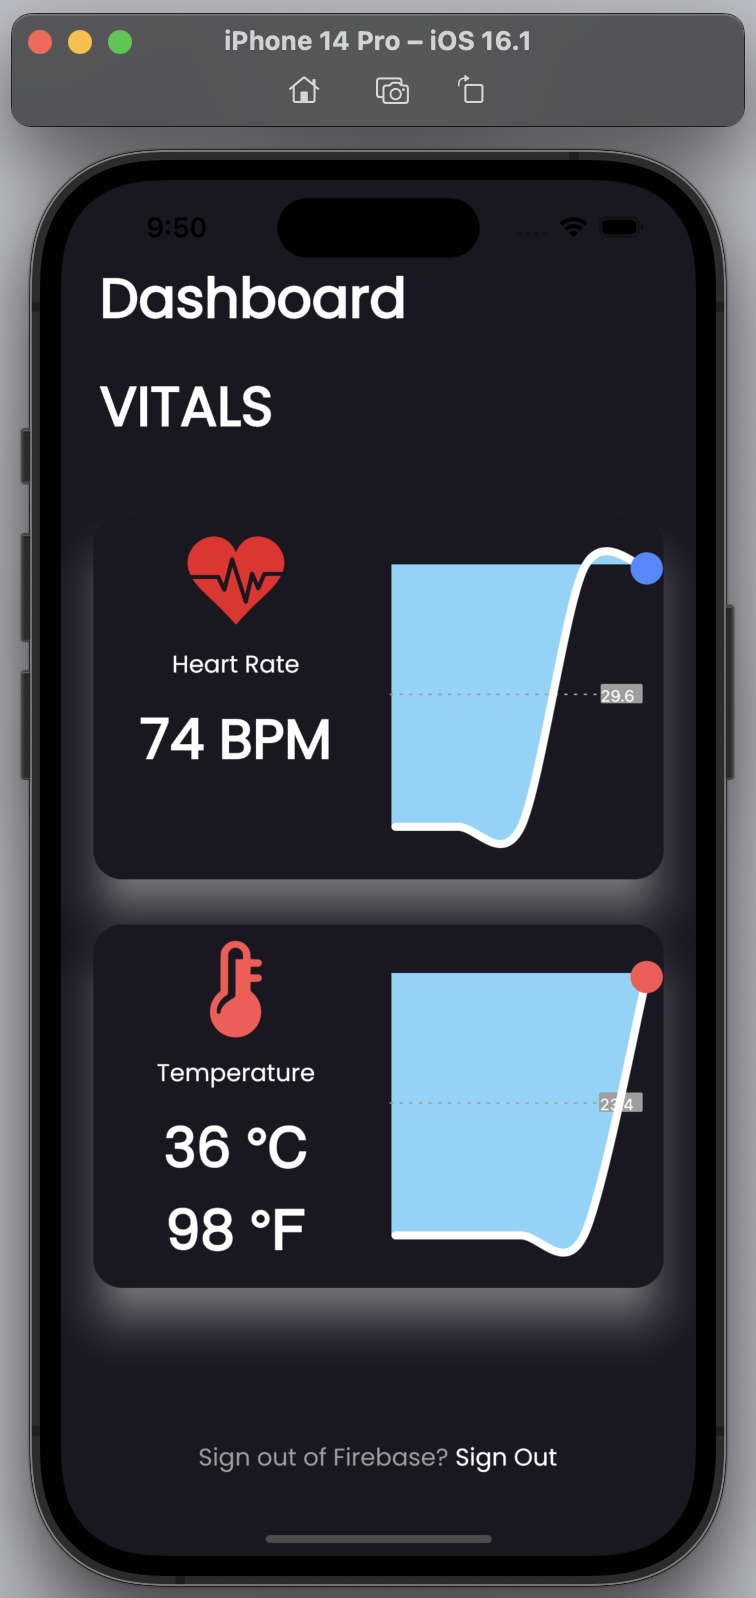 iPhone 14 Pro – iOS 16.1
9:50
Dashboard
VITALS
Heart Rate
74 BPM
29.6
Temperature
36 °C
98 °F
23.4
Sign out of Firebase? Sign Out